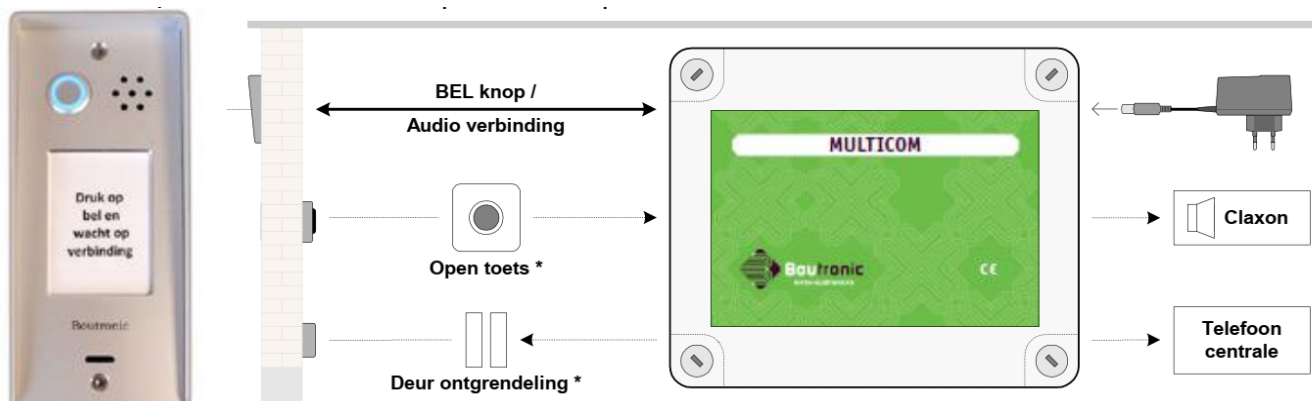 Druk op
bel en
wacht op
verbinding
Boutronic
BEL knop /
Audio verbinding
Open toets *
Deur ontgrendeling *
MULTICOM
Boutronic
CE
Claxon
Telefoon
centrale